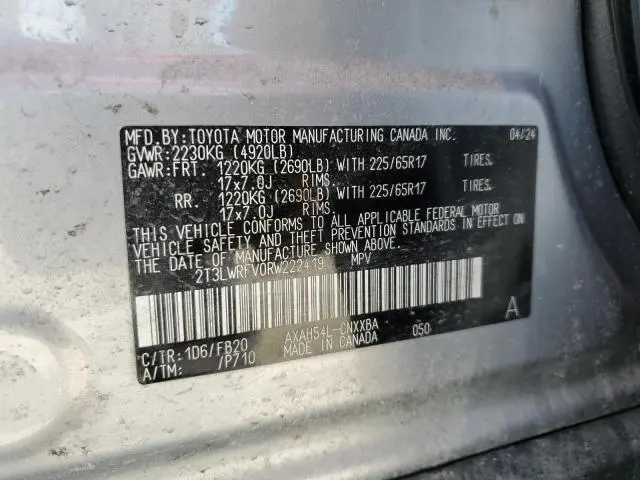 MFD.BY:TOYOTA MOTOR MANUFACTURING CANADA INC. 04/24
GVWR:2230KG (4920LB)
GAWR:FRT. 1220KG (2690LB) WITH 225/65R17 TIRES,
17x7.0J RIMS,
RR. 1220KG (2690LB) WITH 225/65R17 TIRES,
17x7.0J RIMS.
THIS VEHICLE CONFORMS TO ALL APPLICABLE FEDERAL MOTOR
VEHICLE SAFETY AND THEFT PREVENTION STANDARDS IN EFFECT ON
THE DATE OF MANUFACTURE SHOWN ABOVE.
2T3LWRFV0RW222419 MPV
A
C/TR:1D6/FB20 AXAH54L-CNXXBA 050
A/TM: /P710 MADE IN CANADA